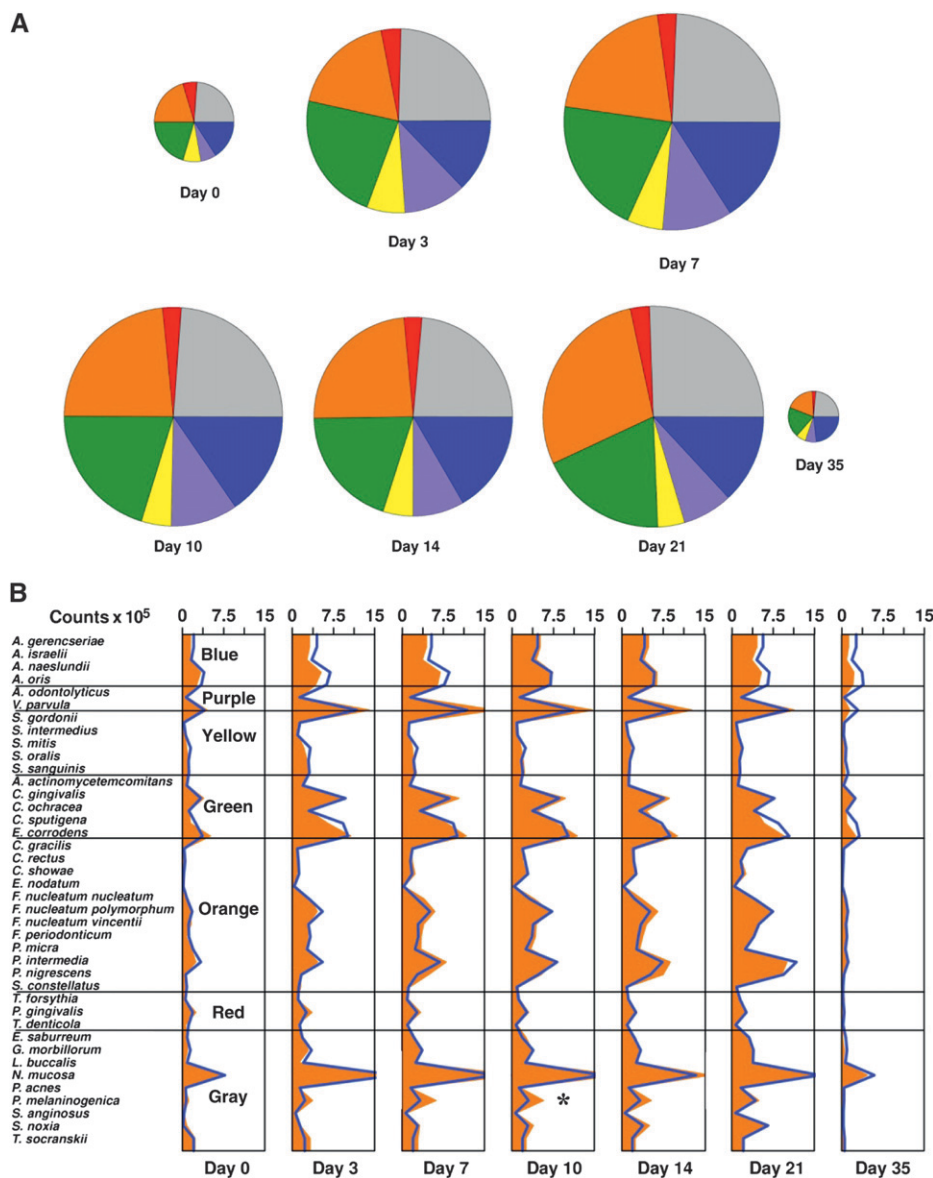 A
Day 0
Day 3
Day 7
Day 10
Day 14
Day 21
Day 35
B
Counts x 10⁵
0 7.5 15 0 7.5 15 0 7.5 15 0 7.5 15 0 7.5 15 0 7.5 15 0 7.5 15
A. gerencseriae
A. israelii
Blue
A. naeslundii
A. oris
A. odontolyticus
Purple
V. parvula
S. gordonii
S. intermedius
Yellow
S. mitis
S. oralis
S. sanguinis
A. actinomycetemcomitans
C. gingivalis
Green
C. ochracea
C. sputigena
E. corrodens
C. gracilis
C. rectus
C. showae
E. nodatum
F. nucleatum nucleatum
F. nucleatum polymorphum
Orange
F. nucleatum vincentii
F. periodonticum
P. micra
P. intermedia
P. nigrescens
S. constellatus
T. forsythia
P. gingivalis
Red
T. denticola
E. saburreum
G. morbillorum
L. buccalis
N. mucosa
P. acnes
Gray
P. melaninogenica
*
S. anginosus
S. noxia
T. socranskii
Day 0 Day 3 Day 7 Day 10 Day 14 Day 21 Day 35